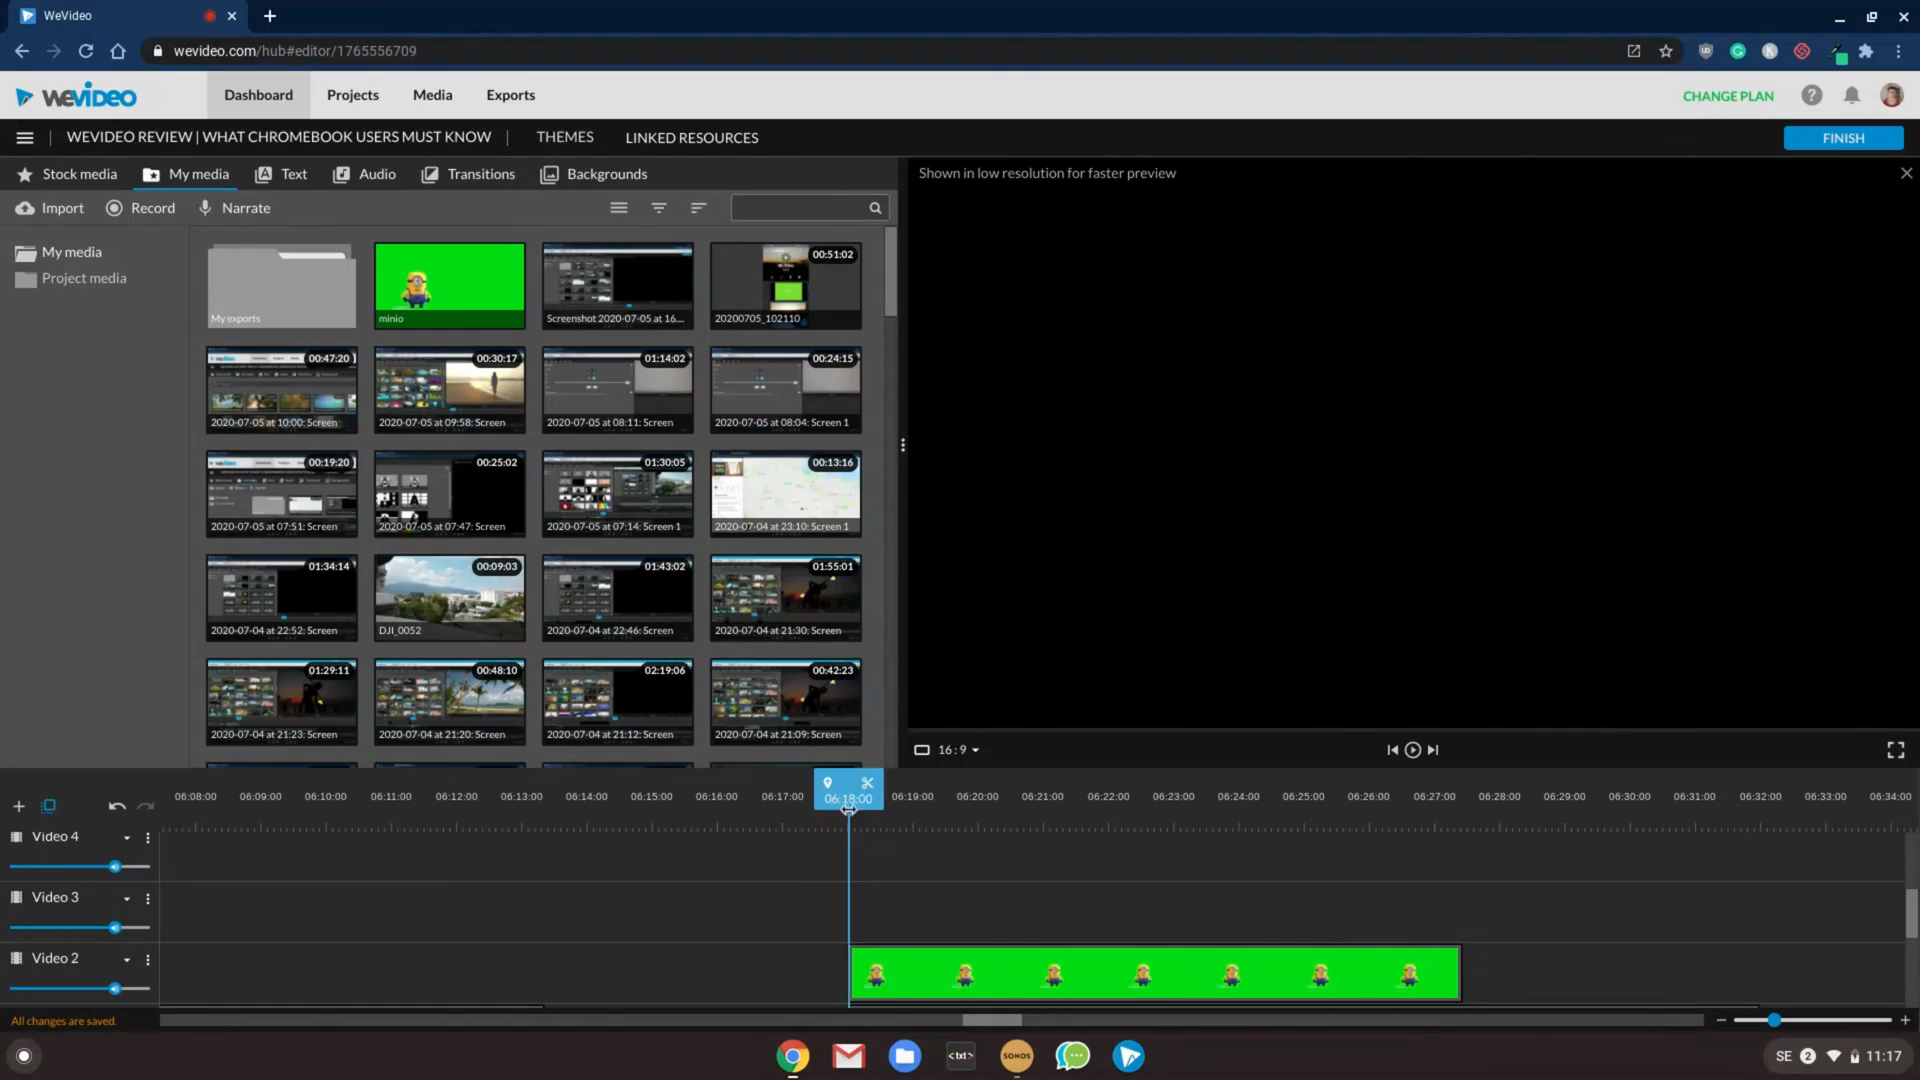 WeVideo
wevideo.com/hub#editor/1765556709
WEVIDEO
Dashboard
Projects
Media
Exports
CHANGE PLAN
WEVIDEO REVIEW | WHAT CHROMEBOOK USERS MUST KNOW
THEMES
LINKED RESOURCES
FINISH
Stock media
My media
Text
Audio
Transitions
Backgrounds
Shown in low resolution for faster preview
Import
Record
Narrate
My media
Project media
My exports
minio
Screenshot 2020-07-05 at 16....
00:51:02
20200705_102110
00:47:20
2020-07-05 at 10:00: Screen
00:30:17
2020-07-05 at 09:58: Screen
01:14:02
2020-07-05 at 08:11: Screen
00:24:15
2020-07-05 at 08:04: Screen 1
00:19:20
2020-07-05 at 07:51: Screen
00:25:02
2020-07-05 at 07:47: Screen
01:30:05
2020-07-05 at 07:14: Screen 1
00:13:16
2020-07-04 at 23:10: Screen 1
01:34:14
2020-07-04 at 22:52: Screen
00:09:03
DJI_0052
01:43:02
2020-07-04 at 22:46: Screen
01:55:01
2020-07-04 at 21:30: Screen
01:29:11
2020-07-04 at 21:23: Screen
00:48:10
2020-07-04 at 21:20: Screen
02:19:06
2020-07-04 at 21:12: Screen
00:42:23
2020-07-04 at 21:09: Screen
16:9
06:08:00 06:09:00 06:10:00 06:11:00 06:12:00 06:13:00 06:14:00 06:15:00 06:16:00 06:17:00 06:18:00 06:19:00 06:20:00 06:21:00 06:22:00 06:23:00 06:24:00 06:25:00 06:26:00 06:27:00 06:28:00 06:29:00 06:30:00 06:31:00 06:32:00 06:33:00 06:34:00
Video 4
Video 3
Video 2
All changes are saved.
<txt>
SONOS
SE 2 11:17